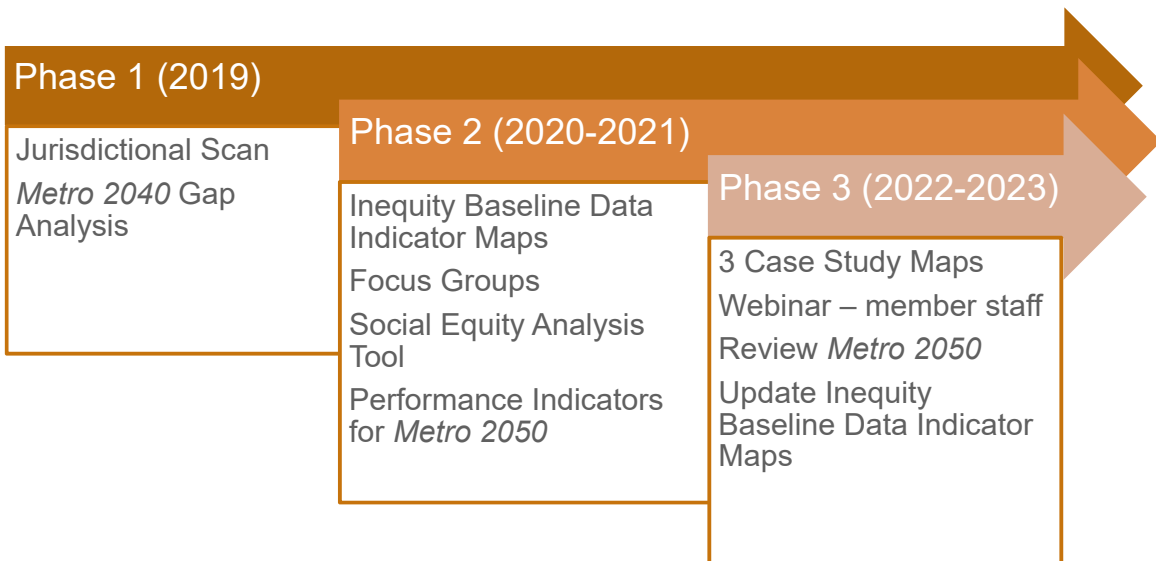 Phase 1 (2019)
Jurisdictional Scan
Metro 2040 Gap
Analysis
Phase 2 (2020-2021)
Inequity Baseline Data
Indicator Maps
Focus Groups
Social Equity Analysis
Tool
Performance Indicators
for Metro 2050
Phase 3 (2022-2023)
3 Case Study Maps
Webinar – member staff
Review Metro 2050
Update Inequity
Baseline Data Indicator
Maps